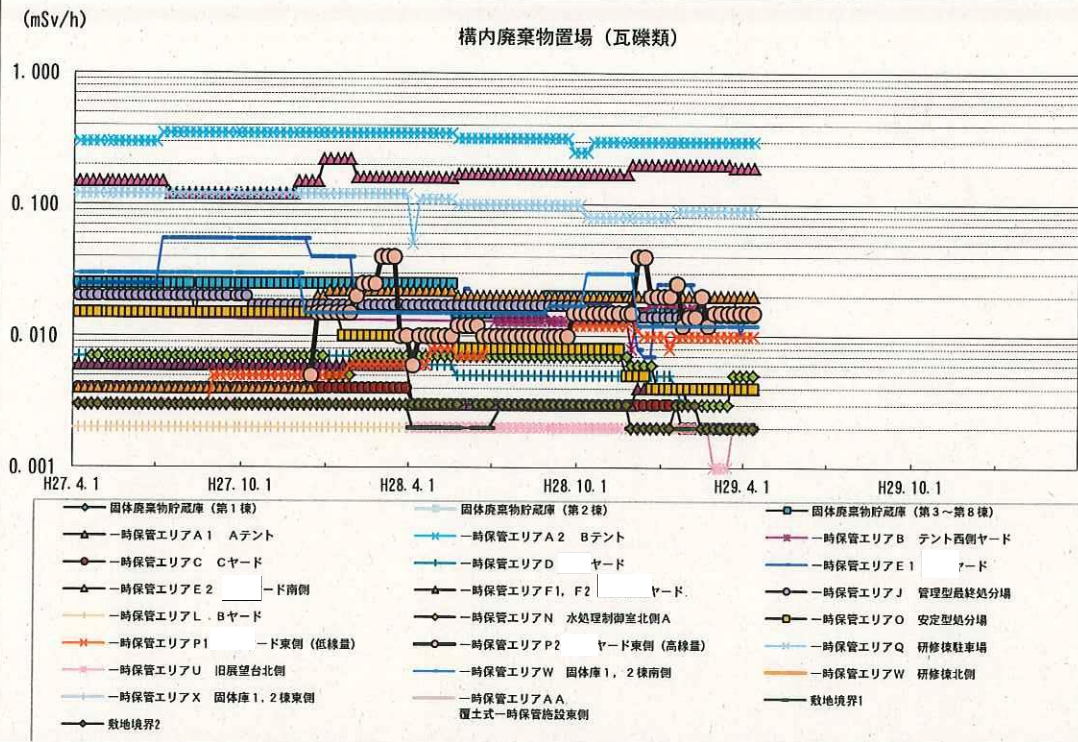 (mSv/h)
構内廃棄物置場（瓦礫類）
1.000
0.100
0.010
0.001
H27.4.1 H27.10.1 H28.4.1 H28.10.1 H29.4.1 H29.10.1
固体廃棄物貯蔵庫（第1棟） 固体廃棄物貯蔵庫（第2棟） 固体廃棄物貯蔵庫（第3～第8棟）
一時保管エリアA1 Aテント 一時保管エリアA2 Bテント 一時保管エリアB テント西側ヤード
一時保管エリアC Cヤード 一時保管エリアD ヤード 一時保管エリアE1 ヤード
一時保管エリアE2 ード南側 一時保管エリアF1, F2 ヤード 一時保管エリアJ 管理型最終処分場
一時保管エリアL Bヤード 一時保管エリアN 水処理制御室北側A 一時保管エリアO 安定型処分場
一時保管エリアP1 ード東側（低線量） 一時保管エリアP2 ヤード東側（高線量） 一時保管エリアQ 研修棟駐車場
一時保管エリアU 旧展望台北側 一時保管エリアW 固体庫1, 2棟南側 一時保管エリアW 研修棟北側
一時保管エリアX 固体庫1, 2棟東側 一時保管エリアAA 敷地境界1
覆土式一時保管施設東側
敷地境界2